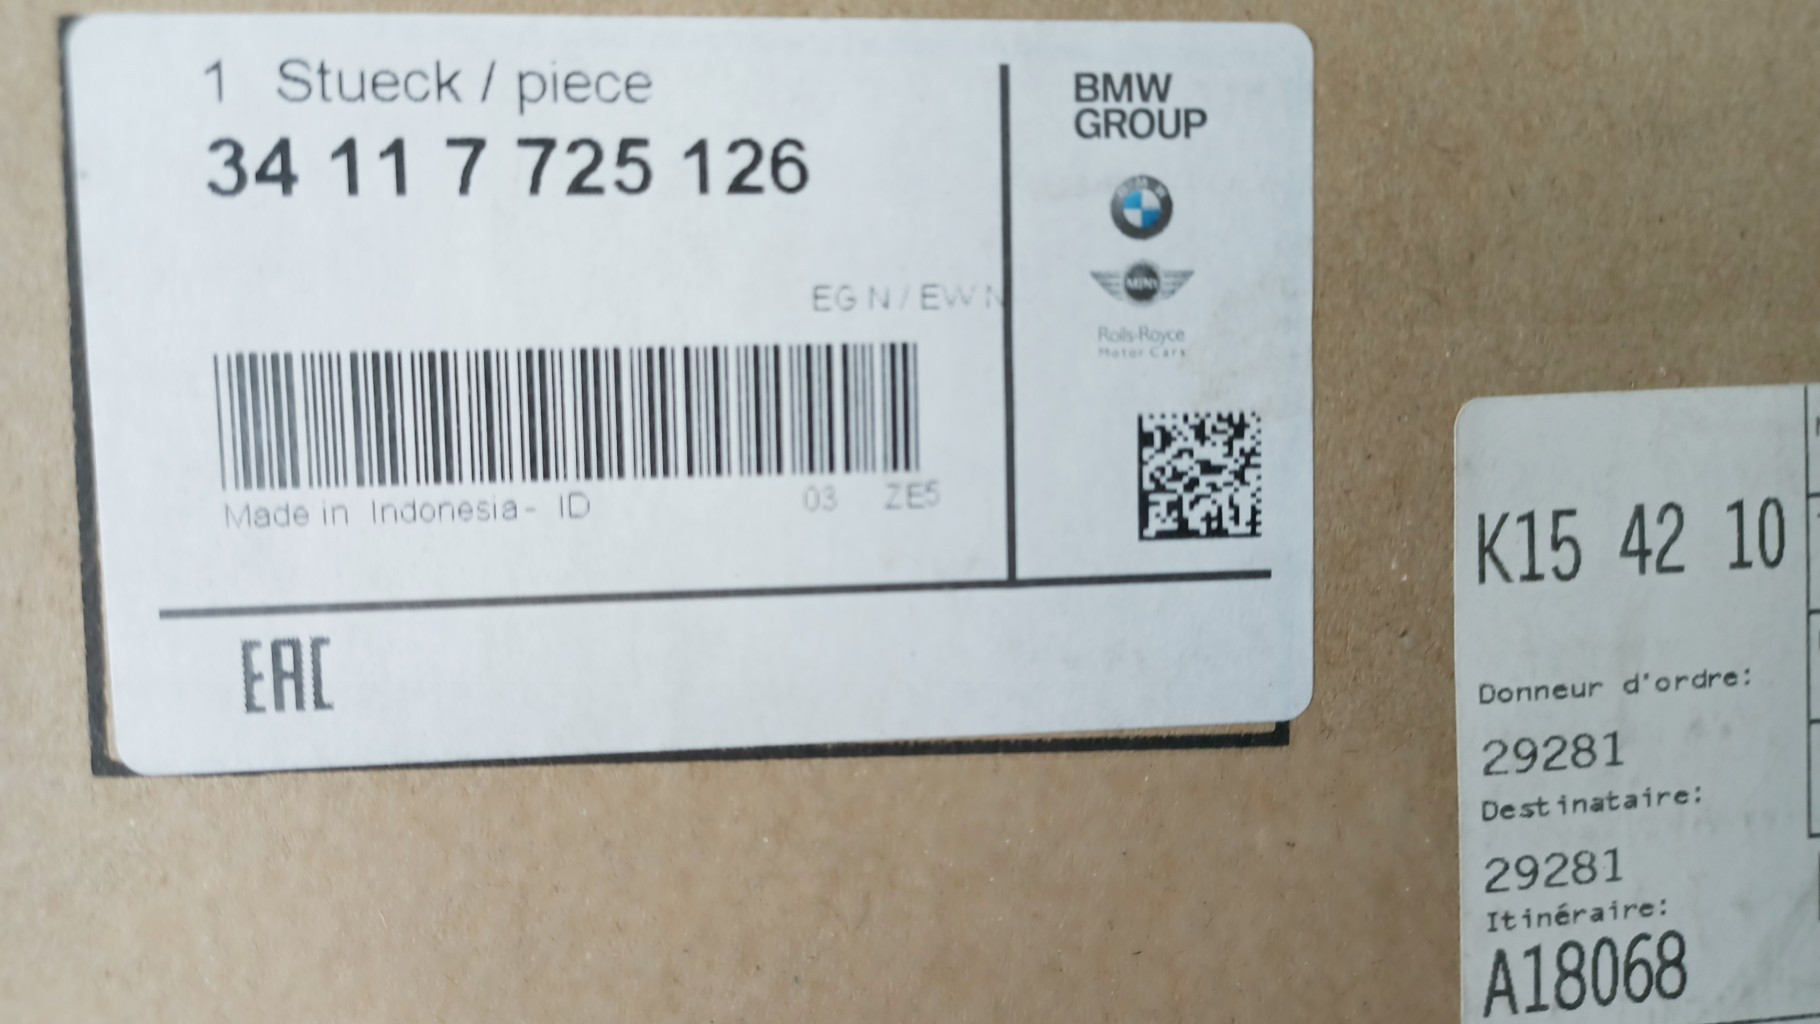 1 Stueck / piece
34 11 7 725 126
EG N / EW N
Made in Indonesia - ID 03 ZE5
BMW
GROUP
MINI
Rolls-Royce
Motor Cars
EAC
K15 42 10
Donneur d'ordre:
29281
Destinataire:
29281
Itinéraire:
A18068